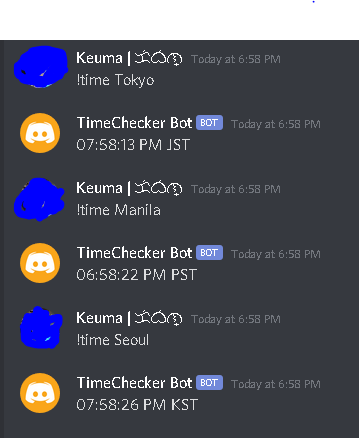 Keuma | Today at 6:58 PM
!time Tokyo
TimeChecker Bot BOT Today at 6:58 PM
07:58:13 PM JST
Keuma | Today at 6:58 PM
!time Manila
TimeChecker Bot BOT Today at 6:58 PM
06:58:22 PM PST
Keuma | Today at 6:58 PM
!time Seoul
TimeChecker Bot BOT Today at 6:58 PM
07:58:26 PM KST